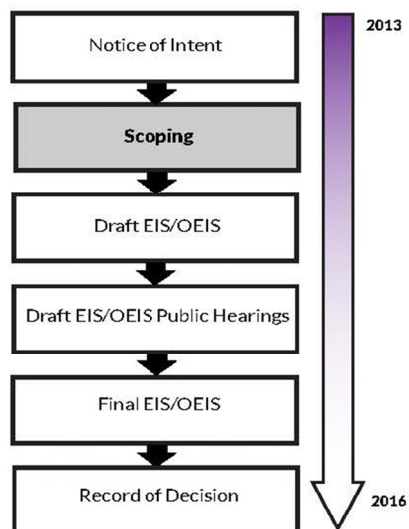 Notice of Intent
2013
Scoping
Draft EIS/OEIS
Draft EIS/OEIS Public Hearings
Final EIS/OEIS
Record of Decision
2016